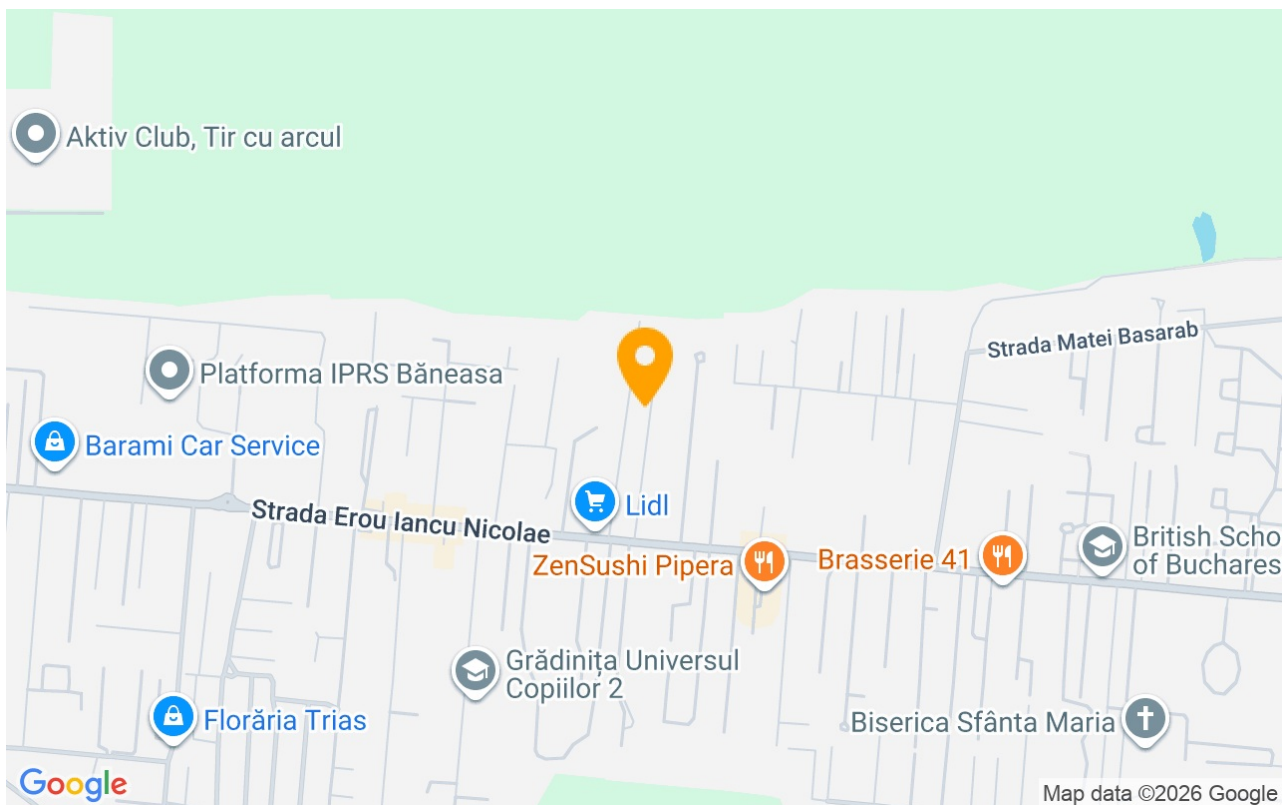 Aktiv Club, Tir cu arcul
Strada Matei Basarab
Platforma IPRS Băneasa
Barami Car Service
Strada Erou Iancu Nicolae
Lidl
ZenSushi Pipera
Brasserie 41
British Scho
of Buchares
Grădinița Universul
Copiilor 2
Florăria Trias
Biserica Sfânta Maria
Google
Map data ©2026 Google